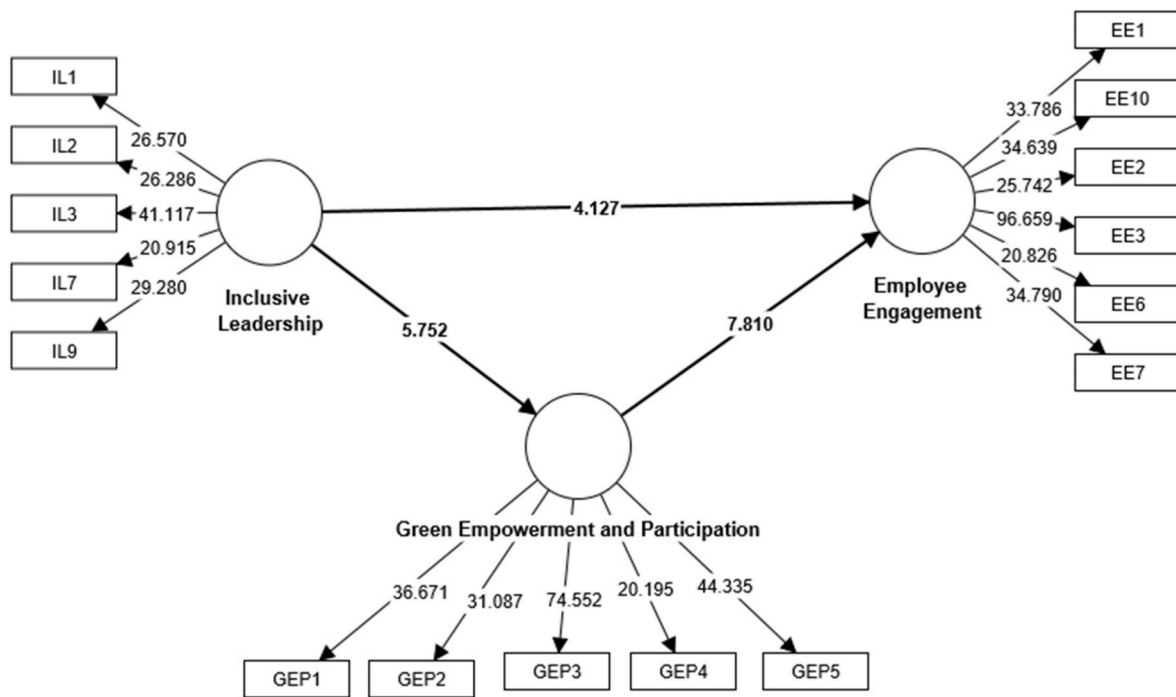 IL1
IL2
IL3
IL7
IL9
26.570
26.286
41.117
20.915
29.280
Inclusive
Leadership
4.127
5.752
7.810
Employee
Engagement
33.786
34.639
25.742
96.659
20.826
34.790
EE1
EE10
EE2
EE3
EE6
EE7
Green Empowerment and Participation
36.671
31.087
74.552
20.195
44.335
GEP1
GEP2
GEP3
GEP4
GEP5